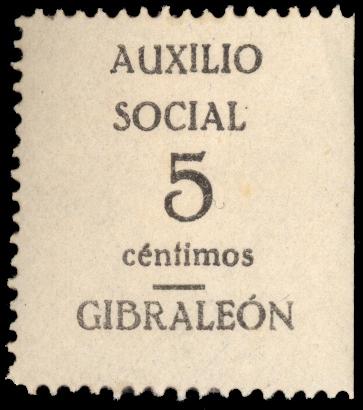 AUXILIO
SOCIAL
5
céntimos
GIBRALEÓN